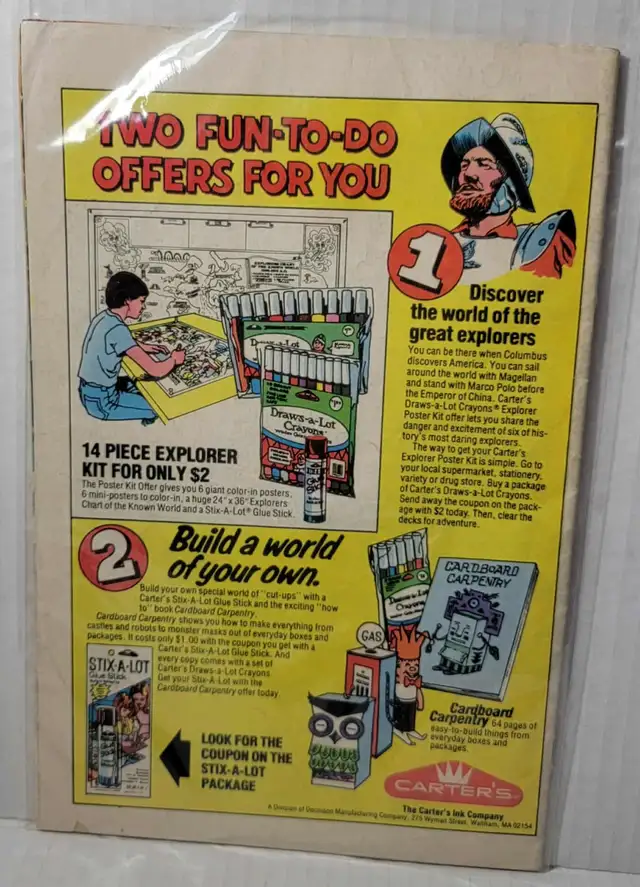 TWO FUN-TO-DO
OFFERS FOR YOU
1
Discover
the world of the
great explorers
You can be there when Columbus
discovers America. You can sail
around the world with Magellan
and stand with Marco Polo before
the Emperor of China. Carter's
Draws-a-Lot Crayons® Explorer
Poster Kit offer lets you share the
danger and excitement of six of his-
tory's most daring explorers.
The way to get your Carter's
Explorer Poster Kit is simple. Go to
your local supermarket, stationery,
variety or drug store. Buy a package
of Carter's Draws-a-Lot Crayons.
Send away the coupon on the pack-
age with $2 today. Then, clear the
decks for adventure.
Draws-a-Lot
Crayons
14 PIECE EXPLORER
KIT FOR ONLY $2
The Poster Kit offer gives you 6 giant color-in posters,
6 mini-posters to color-in, a huge 24" x 36" Explorers
Chart of the Known World and a Stix-A-Lot® Glue Stick.
2
Build a world
of your own.
Build your own special world of "cut-ups" with a
Carter's Stix-A-Lot Glue Stick and the exciting "how
to" book Cardboard Carpentry.
Cardboard Carpentry shows you how to make everything from
castles and robots to monster masks out of everyday boxes and
packages. It costs only $1.00 with the coupon you get with a
Carter's Stix-A-Lot Glue Stick. And
every copy comes with a set of
Carter's Draws-a-Lot Crayons.
Get your Stix-A-Lot with the
Cardboard Carpentry offer today.
STIX-A-LOT
Glue Stick
LOOK FOR THE
COUPON ON THE
STIX-A-LOT
PACKAGE
CARDBOARD
CARPENTRY
GAS
Cardboard
Carpentry 64 pages of
easy-to-build things from
everyday boxes and
packages.
CARTER'S
The Carter's Ink Company
A Division of Dennison Manufacturing Company, 275 Wyman Street, Waltham, MA 02154